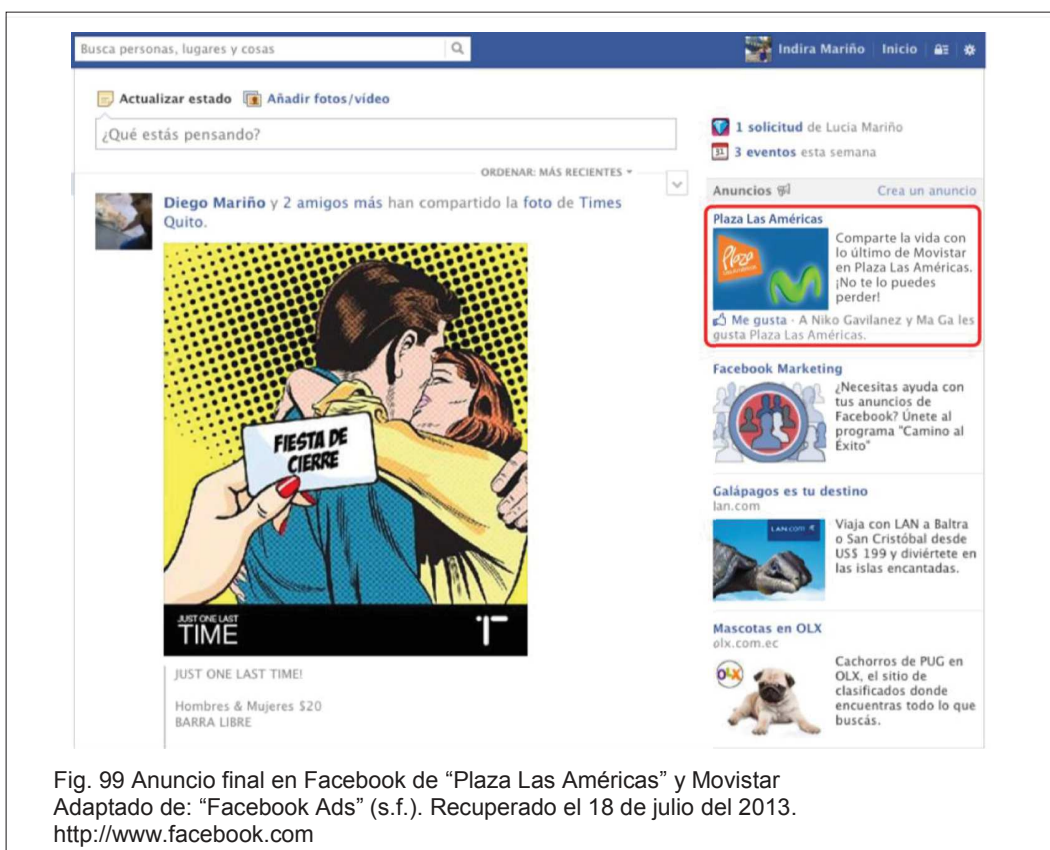 Busca personas, lugares y cosas
Indira Mariño Inicio
Actualizar estado Añadir fotos/vídeo
¿Qué estás pensando?
ORDENAR: MÁS RECIENTES
Diego Mariño y 2 amigos más han compartido la foto de Times
Quito.
FIESTA DE
CIERRE
JUST ONE LAST
TIME
JUST ONE LAST TIME!
Hombres & Mujeres $20
BARRA LIBRE
1 solicitud de Lucia Mariño
31
3 eventos esta semana
Anuncios
Crea un anuncio
Plaza Las Américas
Plaza
Comparte la vida con
lo último de Movistar
en Plaza Las Américas.
¡No te lo puedes
perder!
Me gusta · A Niko Gavilanez y Ma Ga les
gusta Plaza Las Américas.
Facebook Marketing
¿Necesitas ayuda con
tus anuncios de
Facebook? Únete al
programa "Camino al
Éxito"
Galápagos es tu destino
lan.com
LAN.com
Viaja con LAN a Baltra
o San Cristóbal desde
US$ 199 y diviértete en
las islas encantadas.
Mascotas en OLX
olx.com.ec
OLX
Cachorros de PUG en
OLX, el sitio de
clasificados donde
encuentras todo lo que
buscás.
Fig. 99 Anuncio final en Facebook de “Plaza Las Américas” y Movistar
Adaptado de: “Facebook Ads” (s.f.). Recuperado el 18 de julio del 2013.
http://www.facebook.com